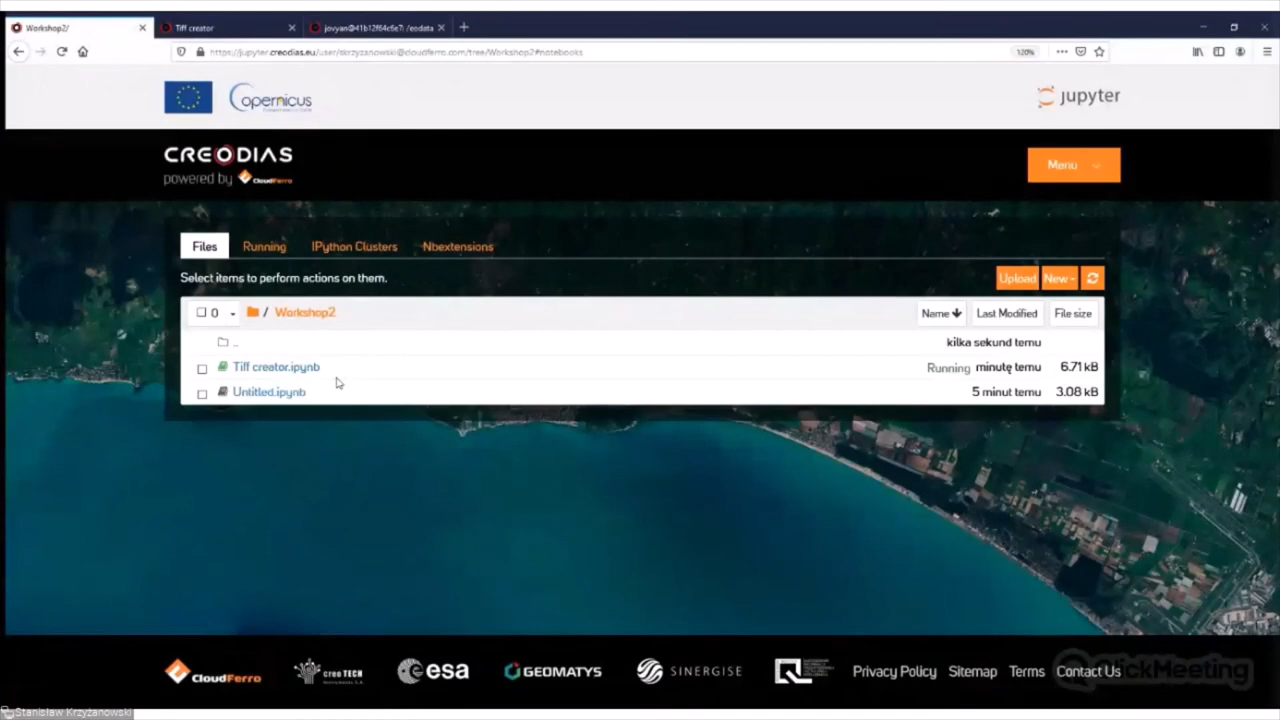 Workshop2/
Tiff creator
jovyan@41b12f64c6e7: /eodata
https://jupyter.creodias.eu/user/skrzyzanowski@cloudferro.com/tree/Workshop2#notebooks
120%
opernicus
jupyter
CREODIAS
powered by CloudFerro
Menu
Files Running IPython Clusters Nbextensions
Select items to perform actions on them.
Upload New
0 / Workshop2 Name Last Modified File size
.. kilka sekund temu
Tiff creator.ipynb Running minutę temu 6.71 kB
Untitled.ipynb 5 minut temu 3.08 kB
CloudFerro creoTECH esa GEOMATYS SINERGISE Privacy Policy Sitemap Terms Contact Us
ClickMeeting
Stanisław Krzyżanowski